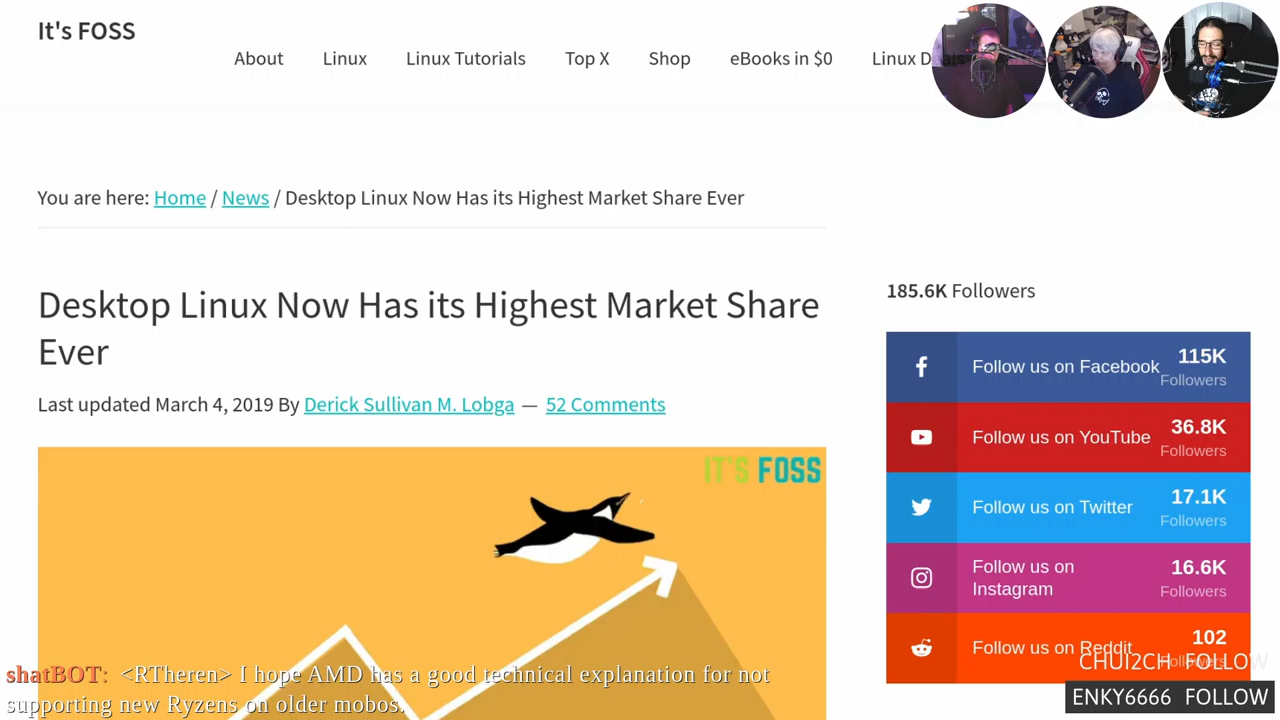 It's FOSS
About
Linux
Linux Tutorials
Top X
Shop
eBooks in $0
Linux Deals
You are here: Home / News / Desktop Linux Now Has its Highest Market Share Ever
Desktop Linux Now Has its Highest Market Share
Ever
Last updated March 4, 2019 By Derick Sullivan M. Lobga — 52 Comments
IT'S FOSS
185.6K Followers
Follow us on Facebook
115K
Followers
Follow us on YouTube
36.8K
Followers
Follow us on Twitter
17.1K
Followers
Follow us on
Instagram
16.6K
Followers
Follow us on Reddit
102
Followers
CHUI2CH FOLLOW
ENKY6666 FOLLOW
shatBOT: <RTheren> I hope AMD has a good technical explanation for not
supporting new Ryzens on older mobos.